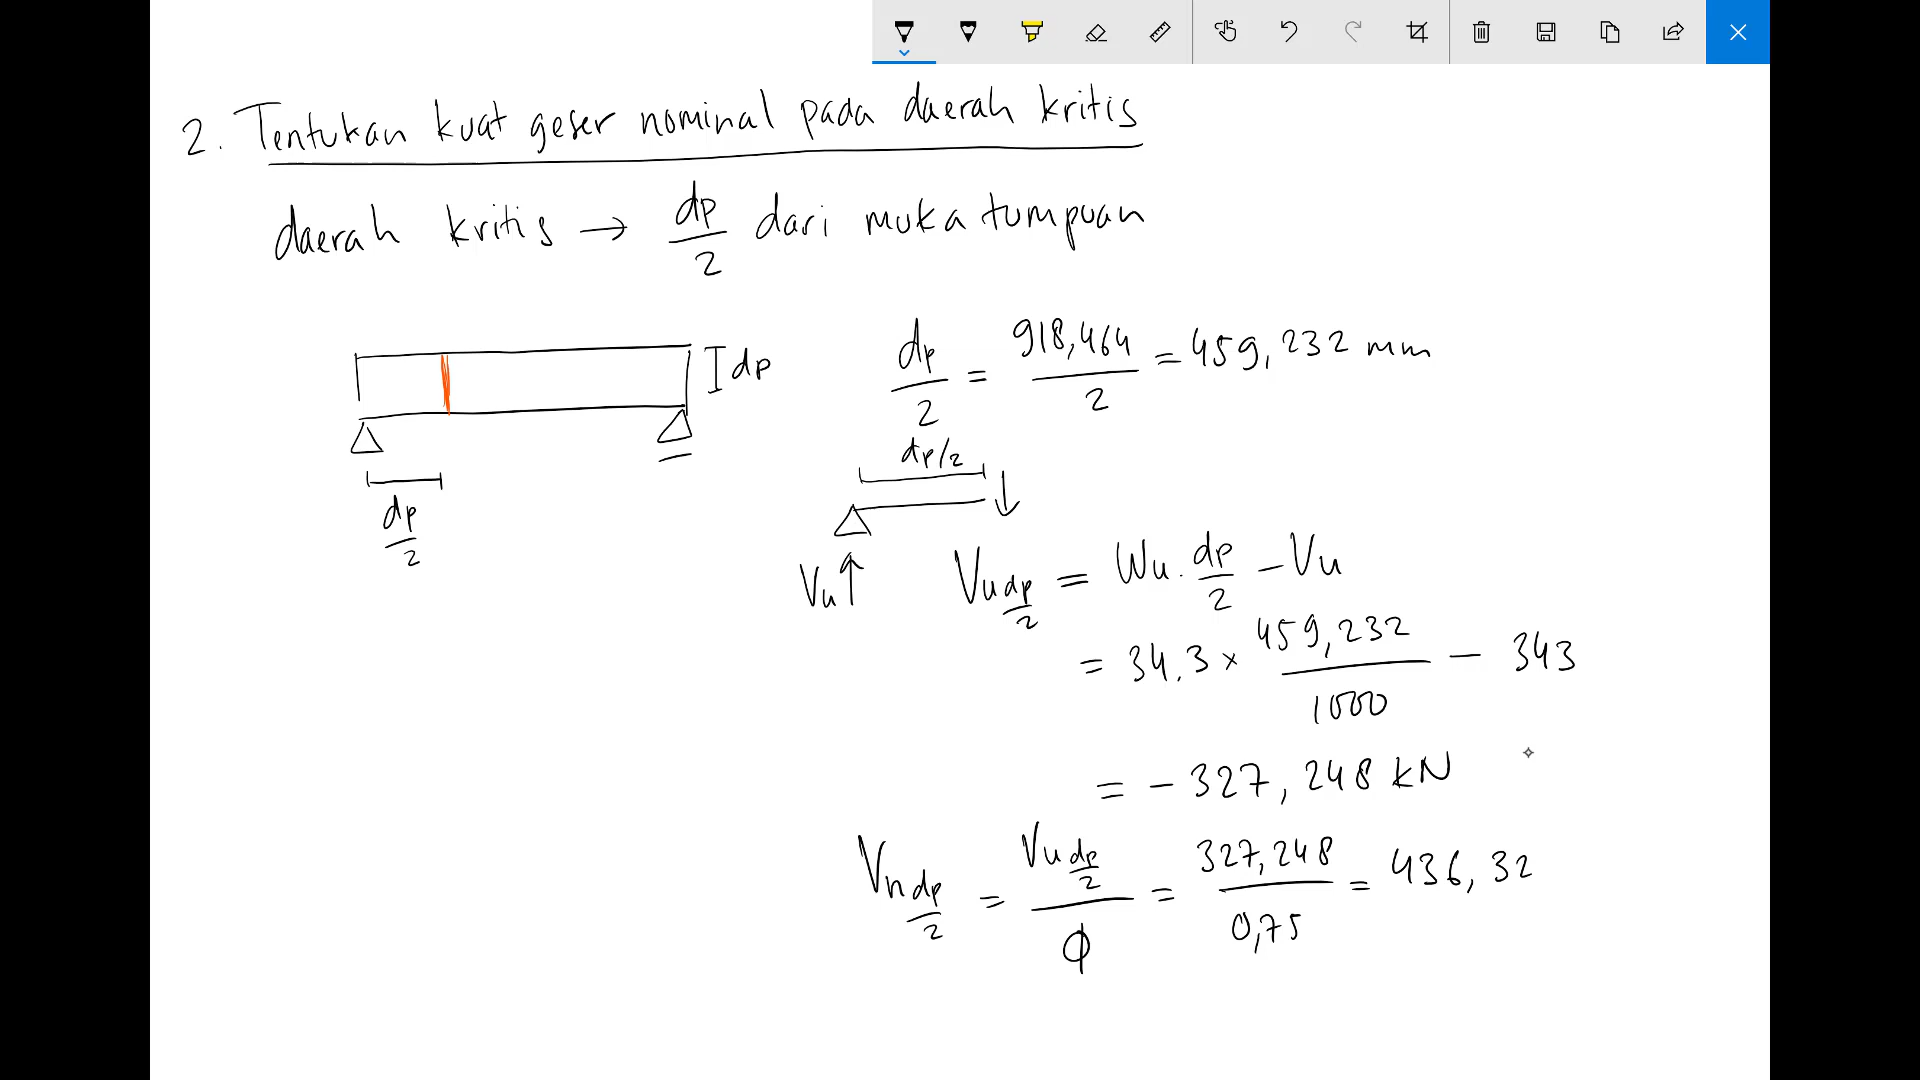 2. Tentukan kuat geser nominal pada daerah kritis
daerah kritis → dp/2 dari muka tumpuan
dp
dp/2
dp/2 = 918,464/2 = 459,232 mm
dp/2
Vu↑
Vu dp/2 = Wu . dp/2 - Vu
= 34.3 x 459,232/1000 - 343
= - 327,248 kN
Vn dp/2 = Vu dp/2 / ϕ = 327,248/0,75 = 436,32